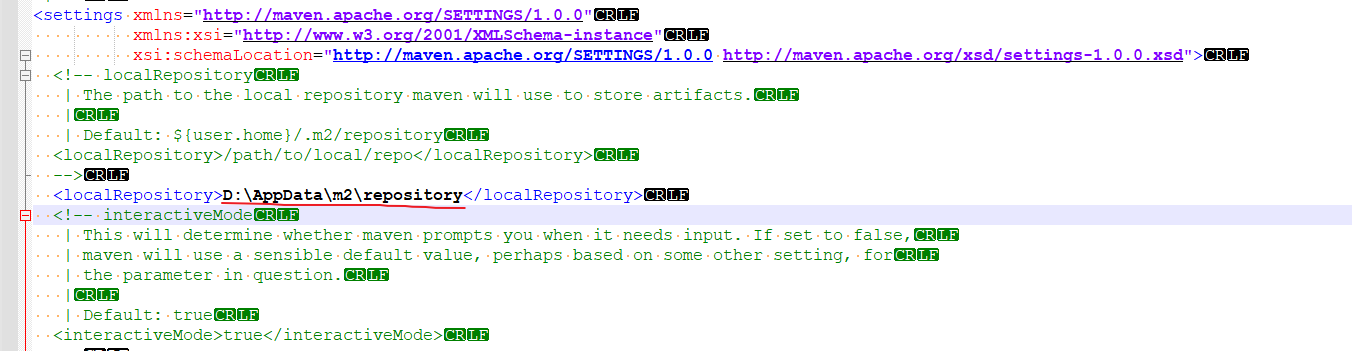 <settings xmlns="http://maven.apache.org/SETTINGS/1.0.0"CRLF
xmlns:xsi="http://www.w3.org/2001/XMLSchema-instance"CRLF
xsi:schemaLocation="http://maven.apache.org/SETTINGS/1.0.0 http://maven.apache.org/xsd/settings-1.0.0.xsd">CRLF
<!-- localRepositoryCRLF
| The path to the local repository maven will use to store artifacts.CRLF
|CRLF
| Default: ${user.home}/.m2/repositoryCRLF
<localRepository>/path/to/local/repo</localRepository>CRLF
-->CRLF
<localRepository>D:\AppData\m2\repository</localRepository>CRLF
<!-- interactiveModeCRLF
| This will determine whether maven prompts you when it needs input. If set to false,CRLF
| maven will use a sensible default value, perhaps based on some other setting, forCRLF
| the parameter in question.CRLF
|CRLF
| Default: trueCRLF
<interactiveMode>true</interactiveMode>CRLF